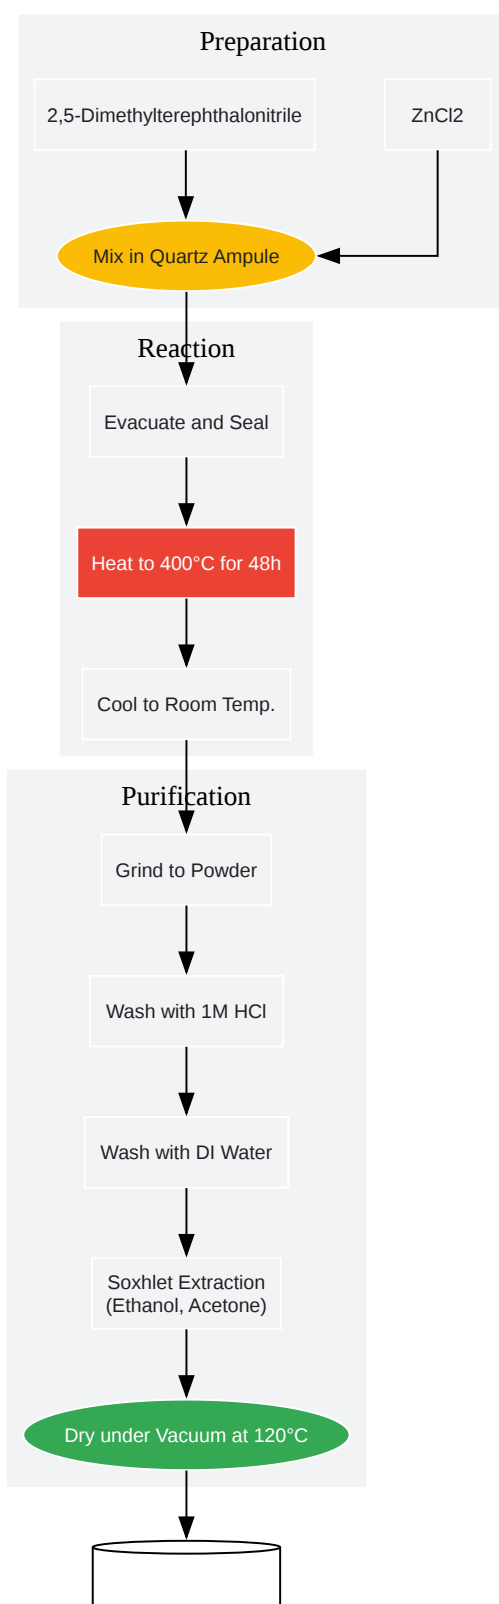 Preparation
2,5-Dimethylterephthalonitrile
ZnCl2
Mix in Quartz Ampule
Reaction
Evacuate and Seal
Heat to 400°C for 48h
Cool to Room Temp.
Purification
Grind to Powder
Wash with 1M HCl
Wash with DI Water
Soxhlet Extraction
(Ethanol, Acetone)
Dry under Vacuum at 120°C